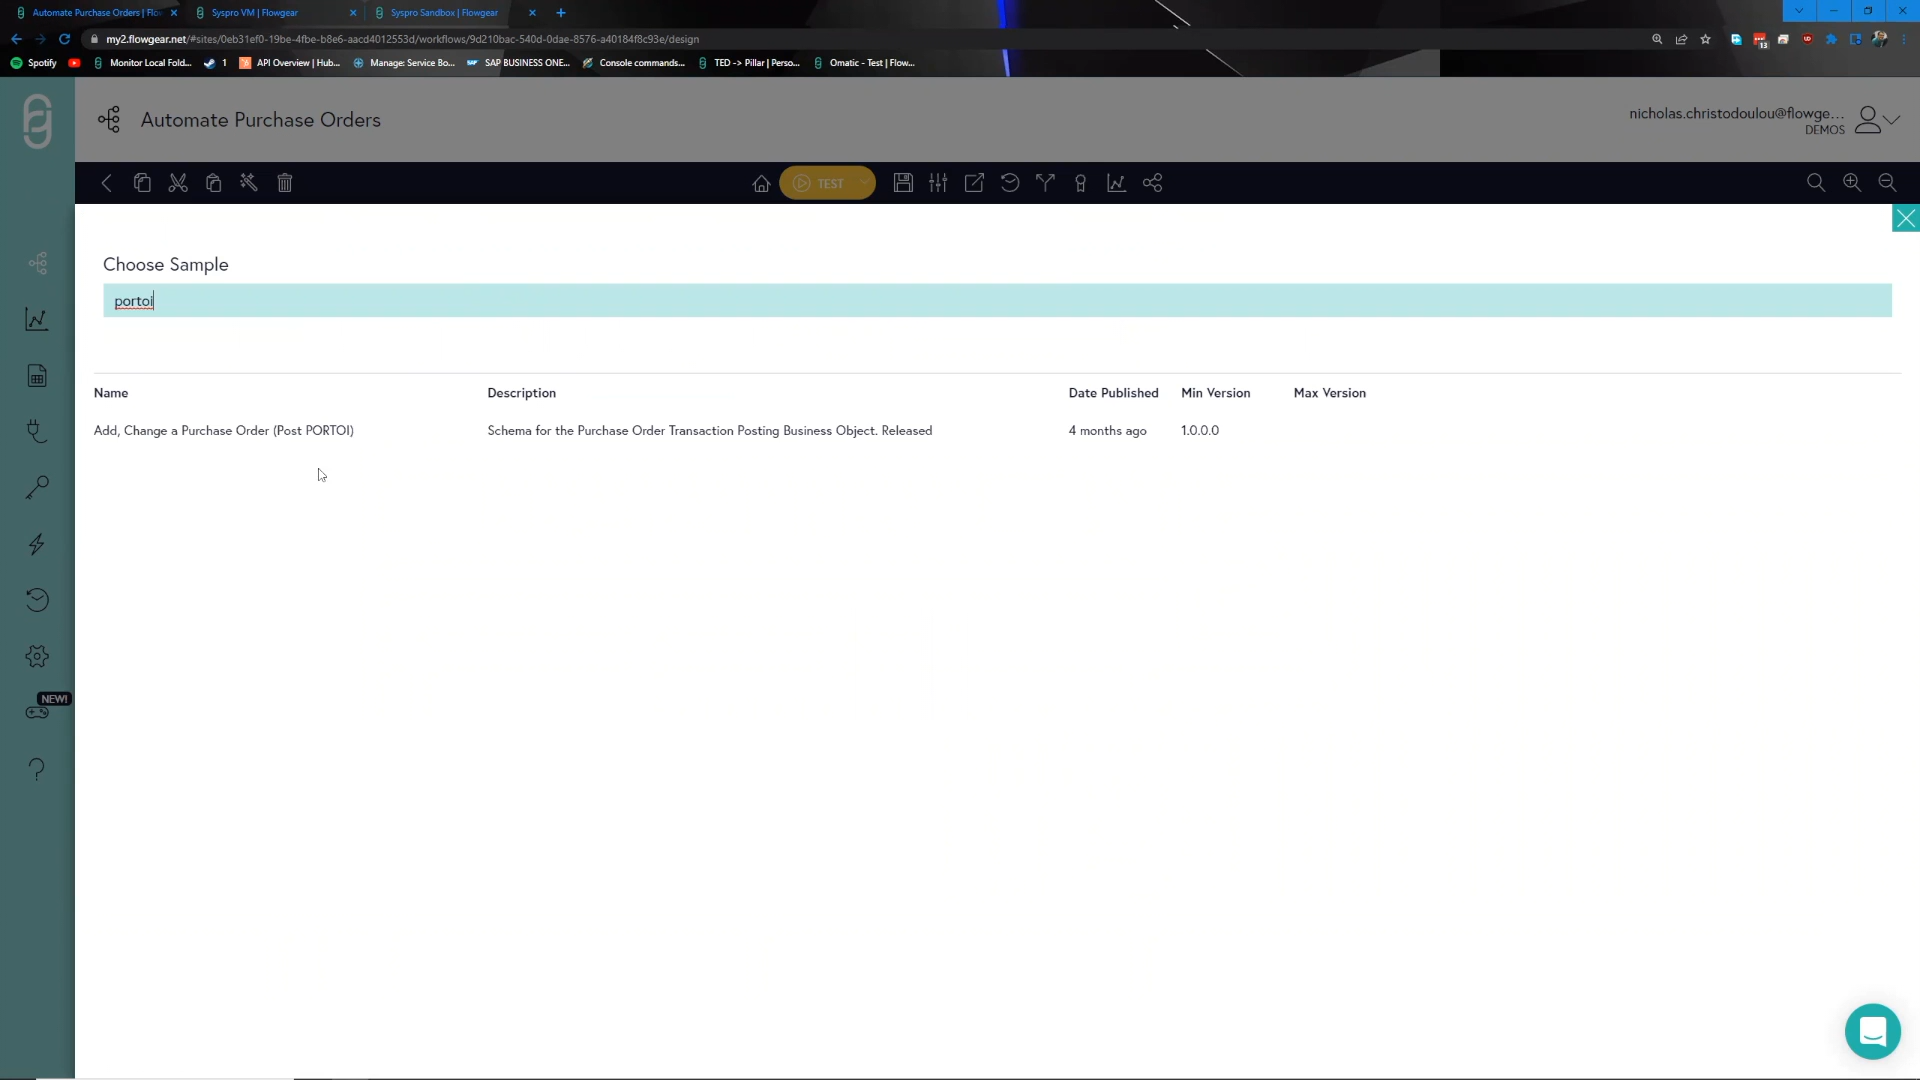 Automate Purchase Orders | Flo
Syspro VM | Flowgear
Syspro Sandbox | Flowgear
my2.flowgear.net/#sites/0eb31ef0-19be-4fbe-b8e6-aacd4012553d/workflows/9d210bac-540d-0dae-8576-a40184f8c93e/design
13
Spotify
Monitor Local Fold...
1
API Overview | Hub...
Manage: Service Bo...
SAP BUSINESS ONE...
Console commands...
TED -> Pillar | Perso...
Omatic - Test | Flow...
Automate Purchase Orders
nicholas.christodoulou@flowge...
DEMOS
TEST
Choose Sample
portoi
Name Description Date Published Min Version Max Version
Add, Change a Purchase Order (Post PORTOI) Schema for the Purchase Order Transaction Posting Business Object. Released 4 months ago 1.0.0.0
NEW!